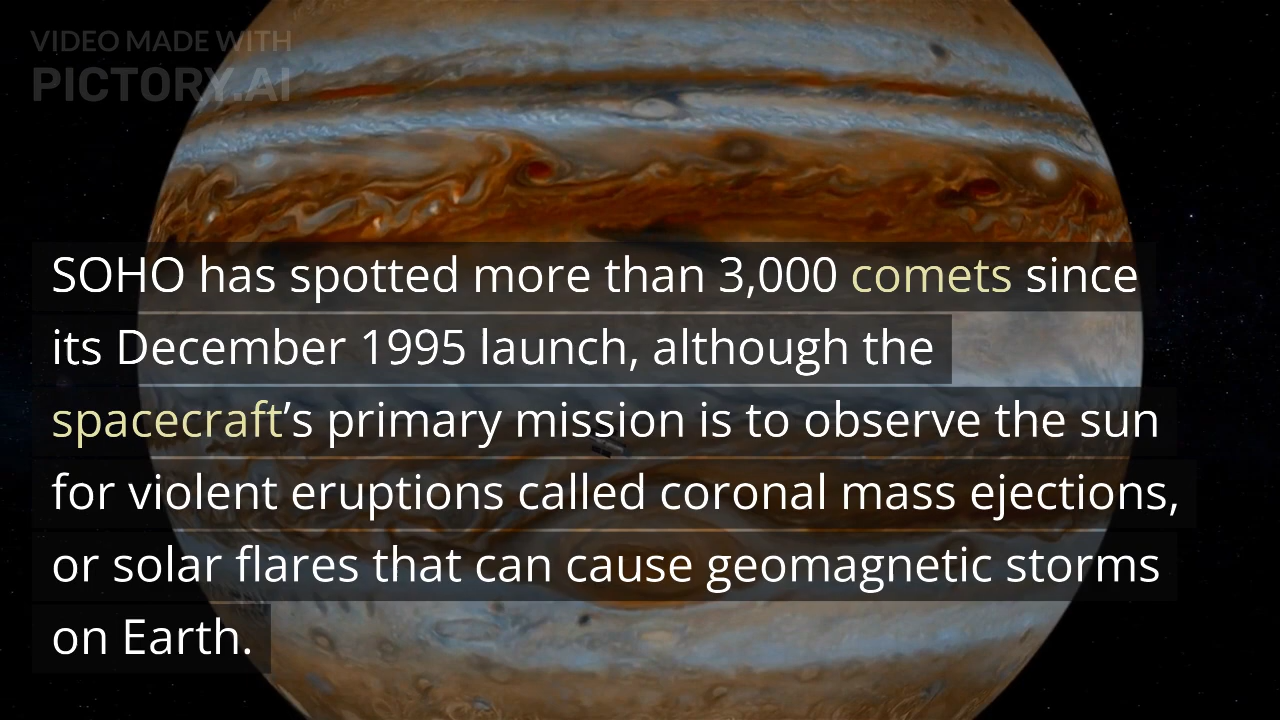 VIDEO MADE WITH
PICTORY.AI
SOHO has spotted more than 3,000 comets since
its December 1995 launch, although the
spacecraft’s primary mission is to observe the sun
for violent eruptions called coronal mass ejections,
or solar flares that can cause geomagnetic storms
on Earth.